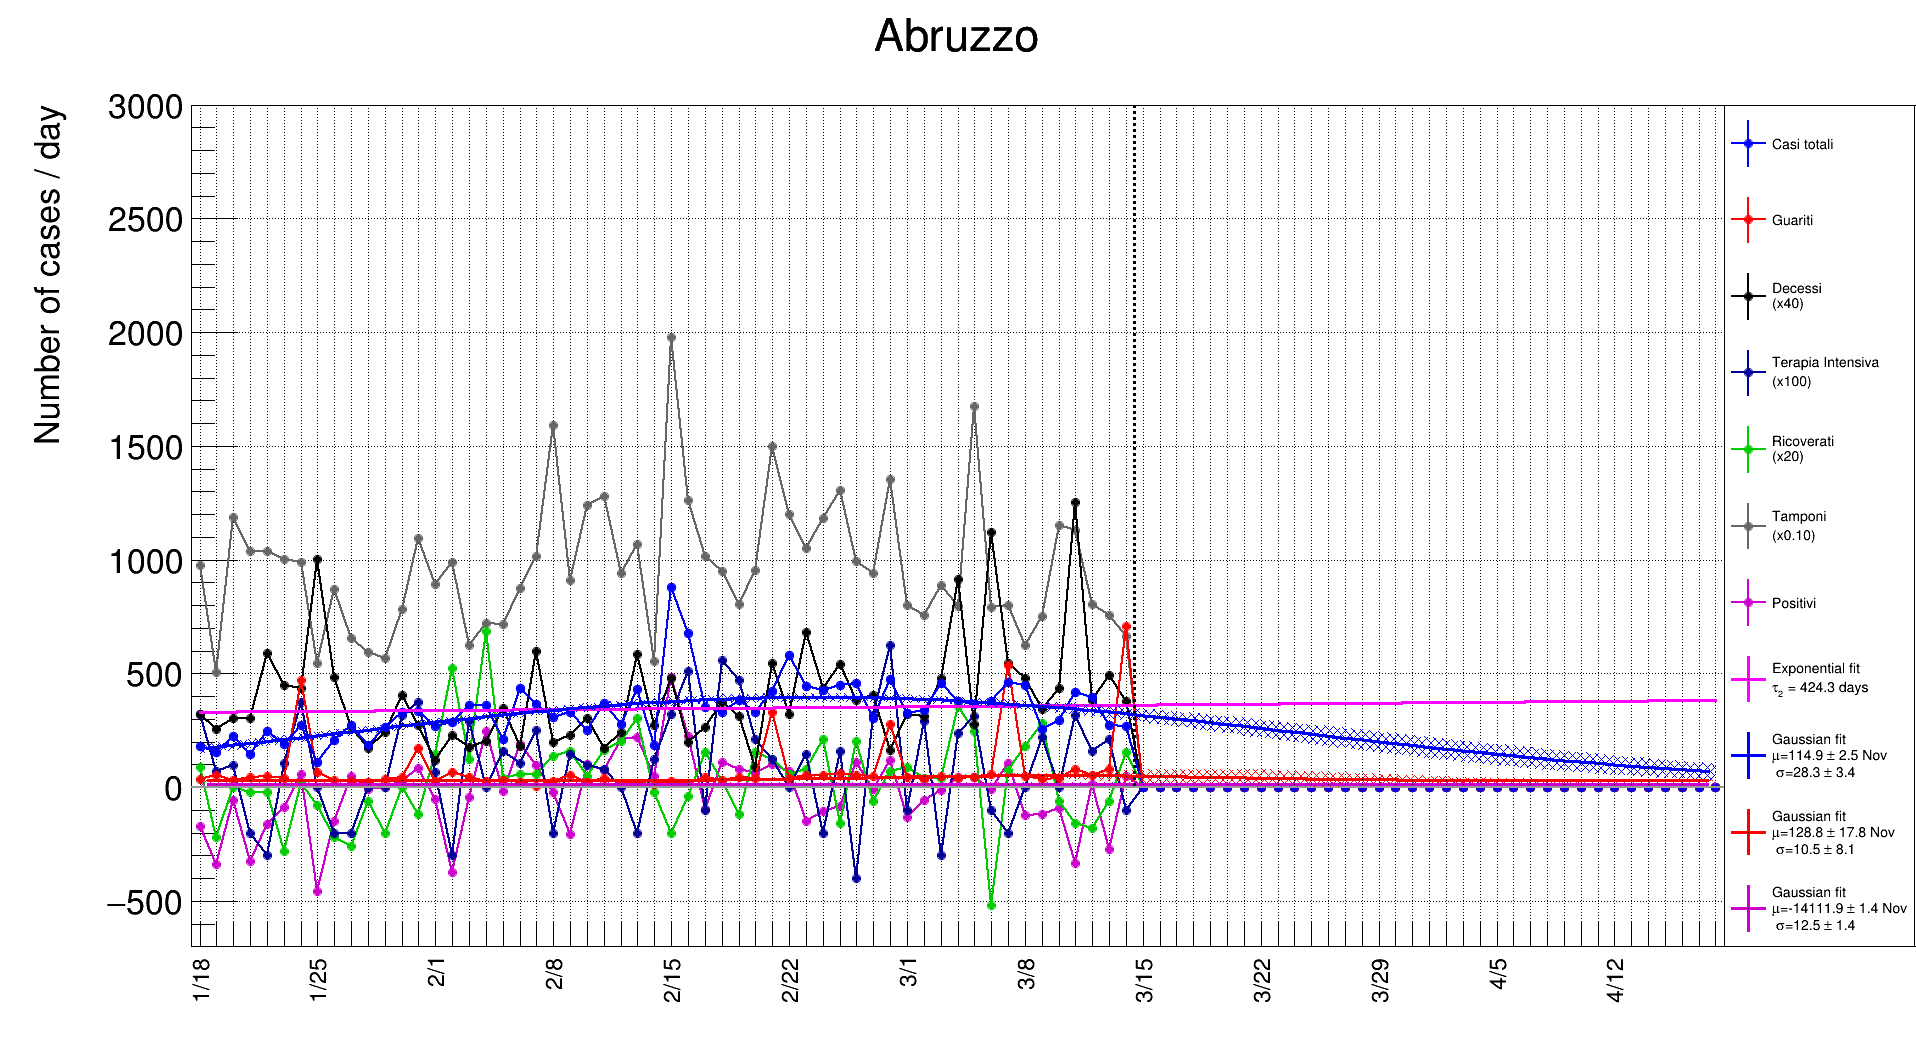 Abruzzo
Number of cases / day
3000
2500
2000
1500
1000
500
0
−500
1/18
1/25
2/1
2/8
2/15
2/22
3/1
3/8
3/15
3/22
3/29
4/5
4/12
Casi totali
Guariti
Decessi
(x40)
Terapia Intensiva
(x100)
Ricoverati
(x20)
Tamponi
(x0.10)
Positivi
Exponential fit
τ₂ = 424.3 days
Gaussian fit
μ=114.9 ± 2.5 Nov
σ=28.3 ± 3.4
Gaussian fit
μ=128.8 ± 17.8 Nov
σ=10.5 ± 8.1
Gaussian fit
μ=-14111.9 ± 1.4 Nov
σ=12.5 ± 1.4